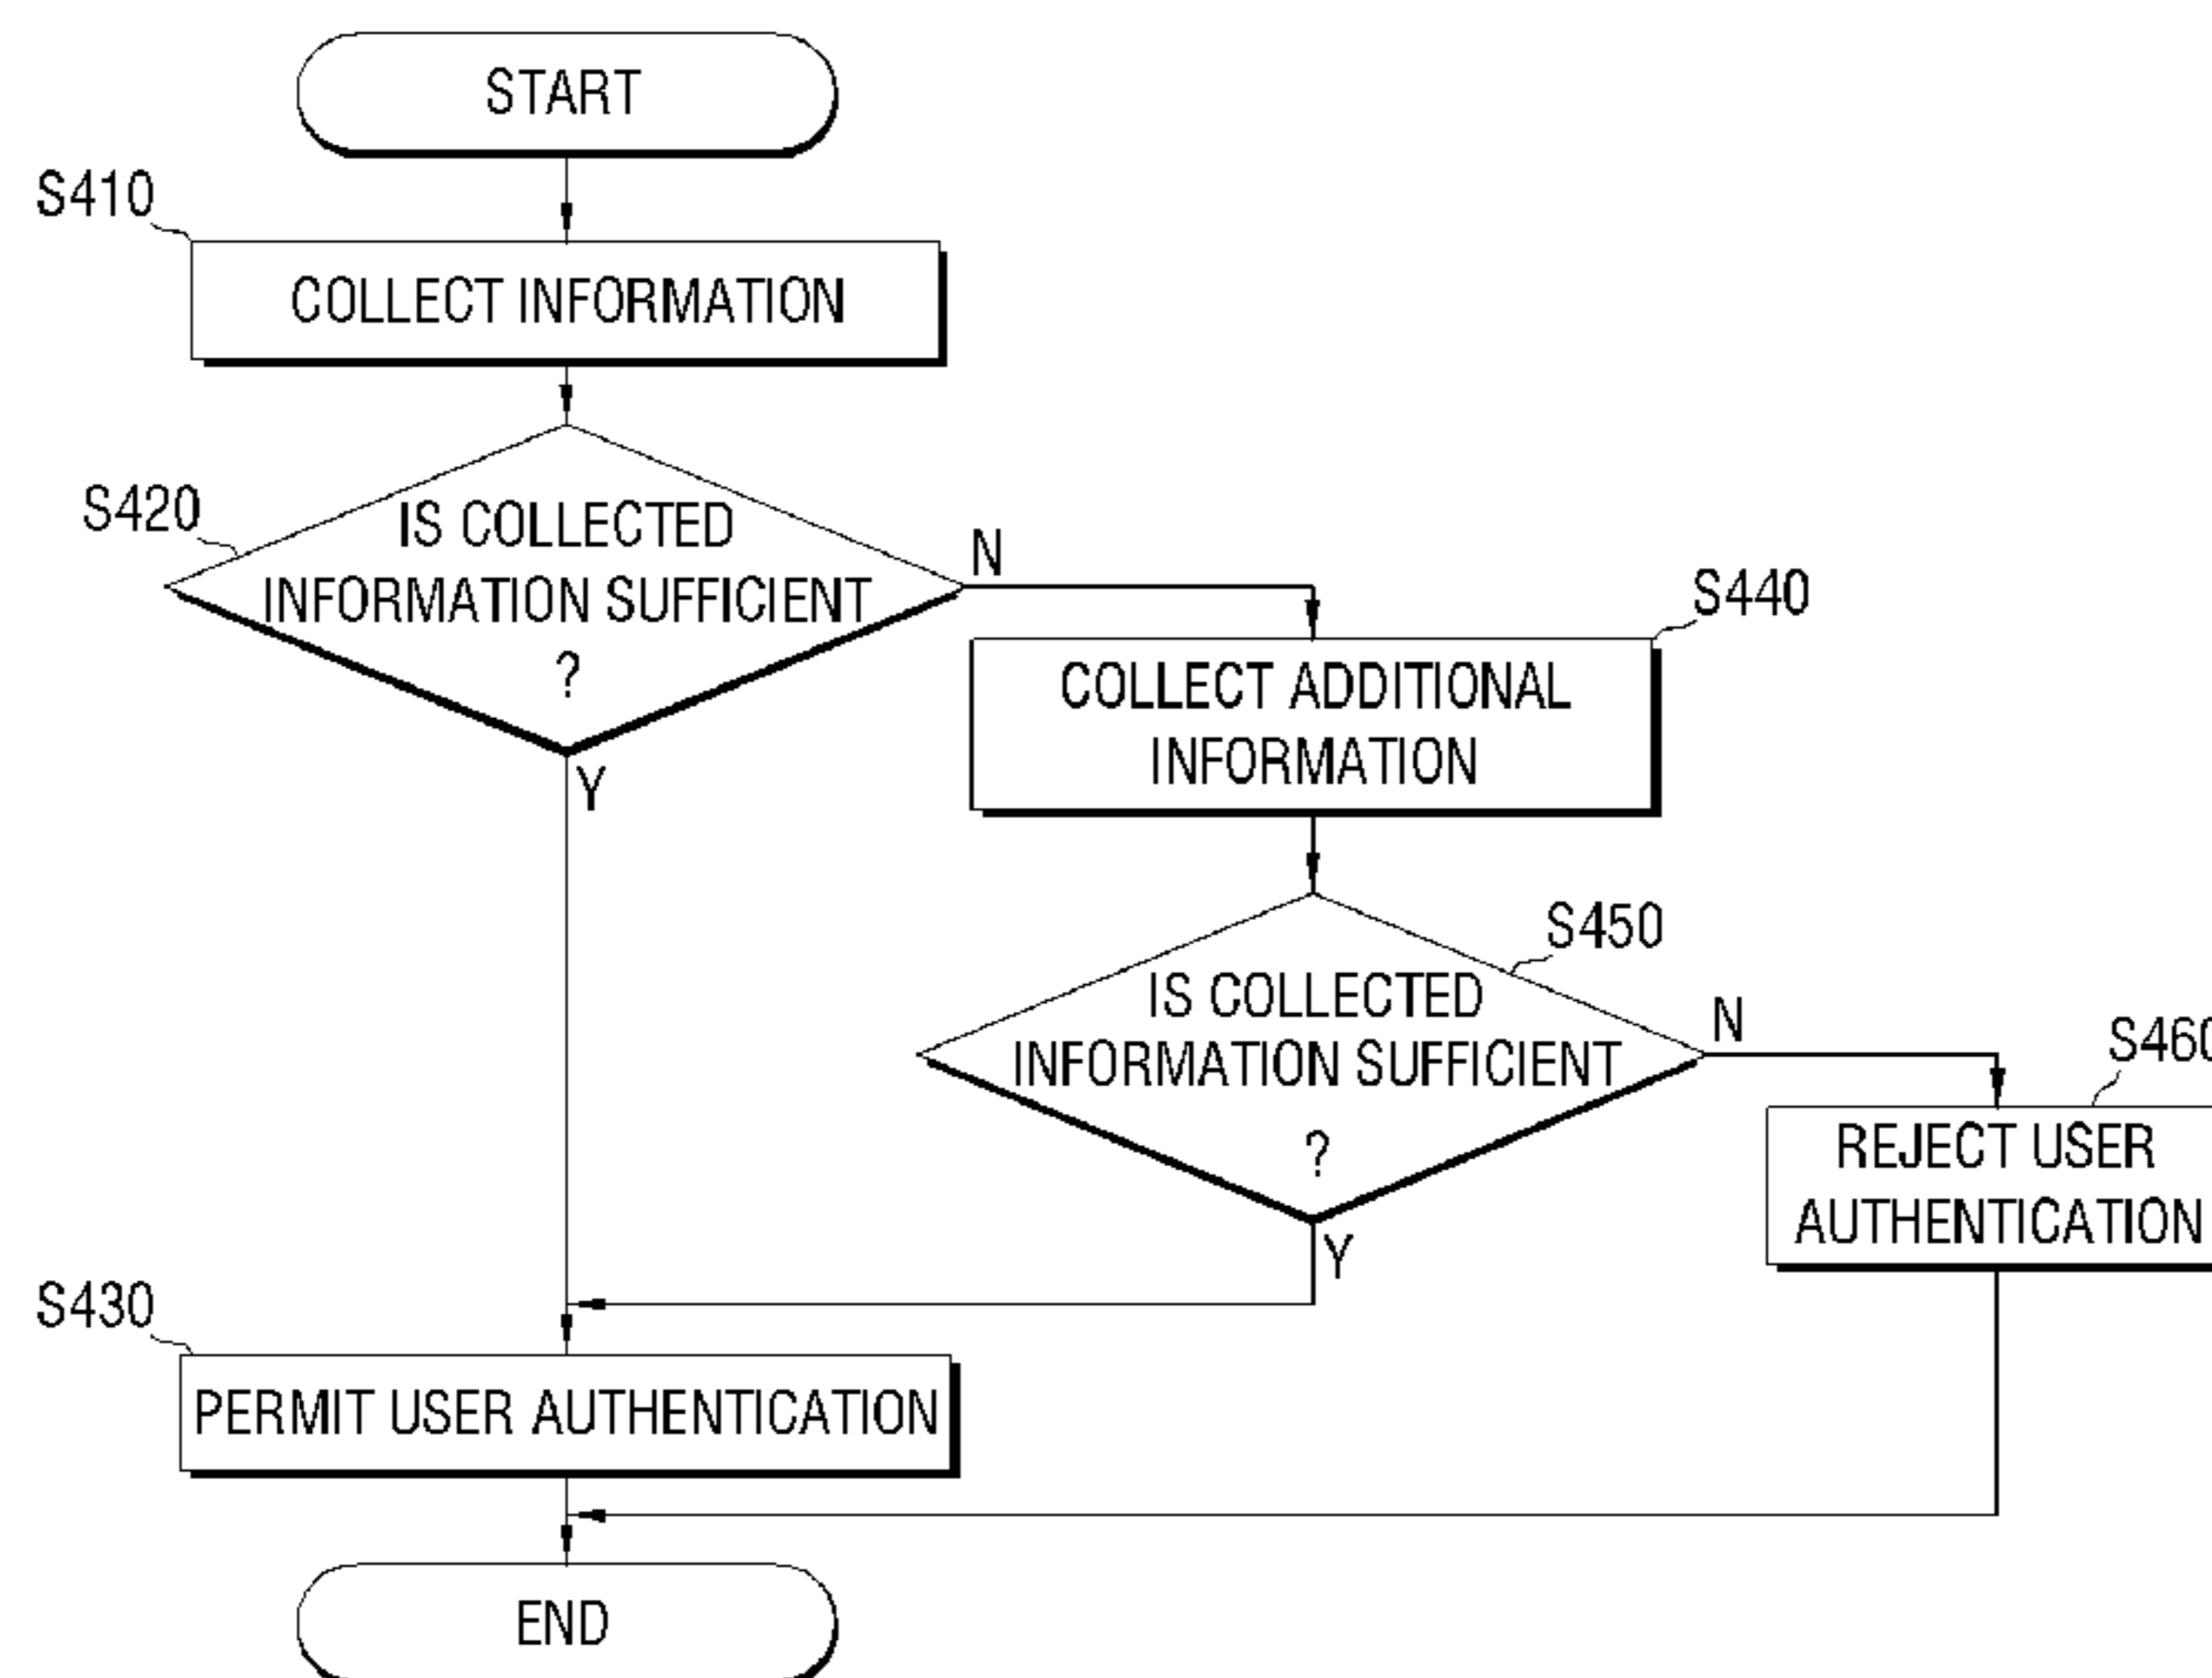 START
S410
COLLECT INFORMATION
S420
IS COLLECTED
INFORMATION SUFFICIENT
?
N
Y
S440
COLLECT ADDITIONAL
INFORMATION
S450
IS COLLECTED
INFORMATION SUFFICIENT
?
N
Y
S460
REJECT USER
AUTHENTICATION
S430
PERMIT USER AUTHENTICATION
END